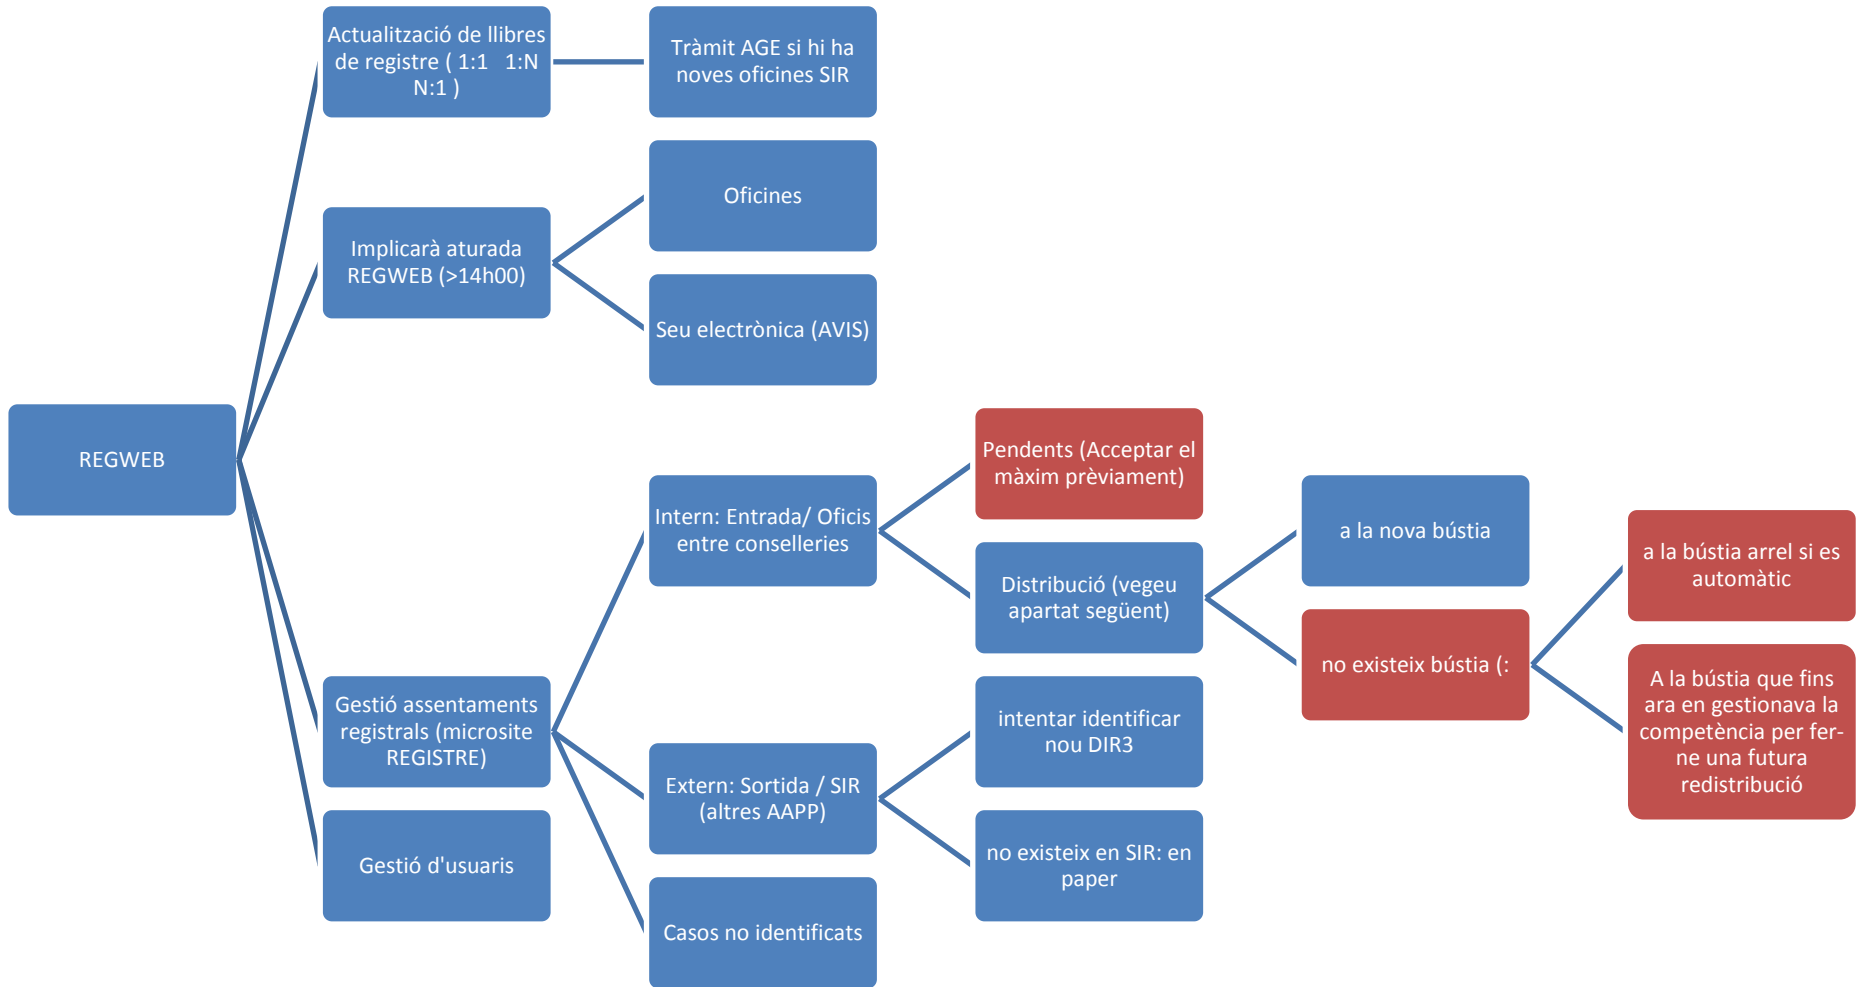 REGWEB
Actualització de llibres
de registre ( 1:1   1:N
N:1 )
Tràmit AGE si hi ha
noves oficines SIR
Implicarà aturada
REGWEB (>14h00)
Oficines
Seu electrònica (AVIS)
Gestió assentaments
registrals (microsite
REGISTRE)
Intern: Entrada/ Oficis
entre conselleries
Pendents (Acceptar el
màxim prèviament)
Distribució (vegeu
apartat següent)
a la nova bústia
no existeix bústia (:
a la bústia arrel si es
automàtic
A la bústia que fins
ara en gestionava la
competència per fer-
ne una futura
redistribució
Extern: Sortida / SIR
(altres AAPP)
intentar identificar
nou DIR3
no existeix en SIR: en
paper
Casos no identificats
Gestió d'usuaris